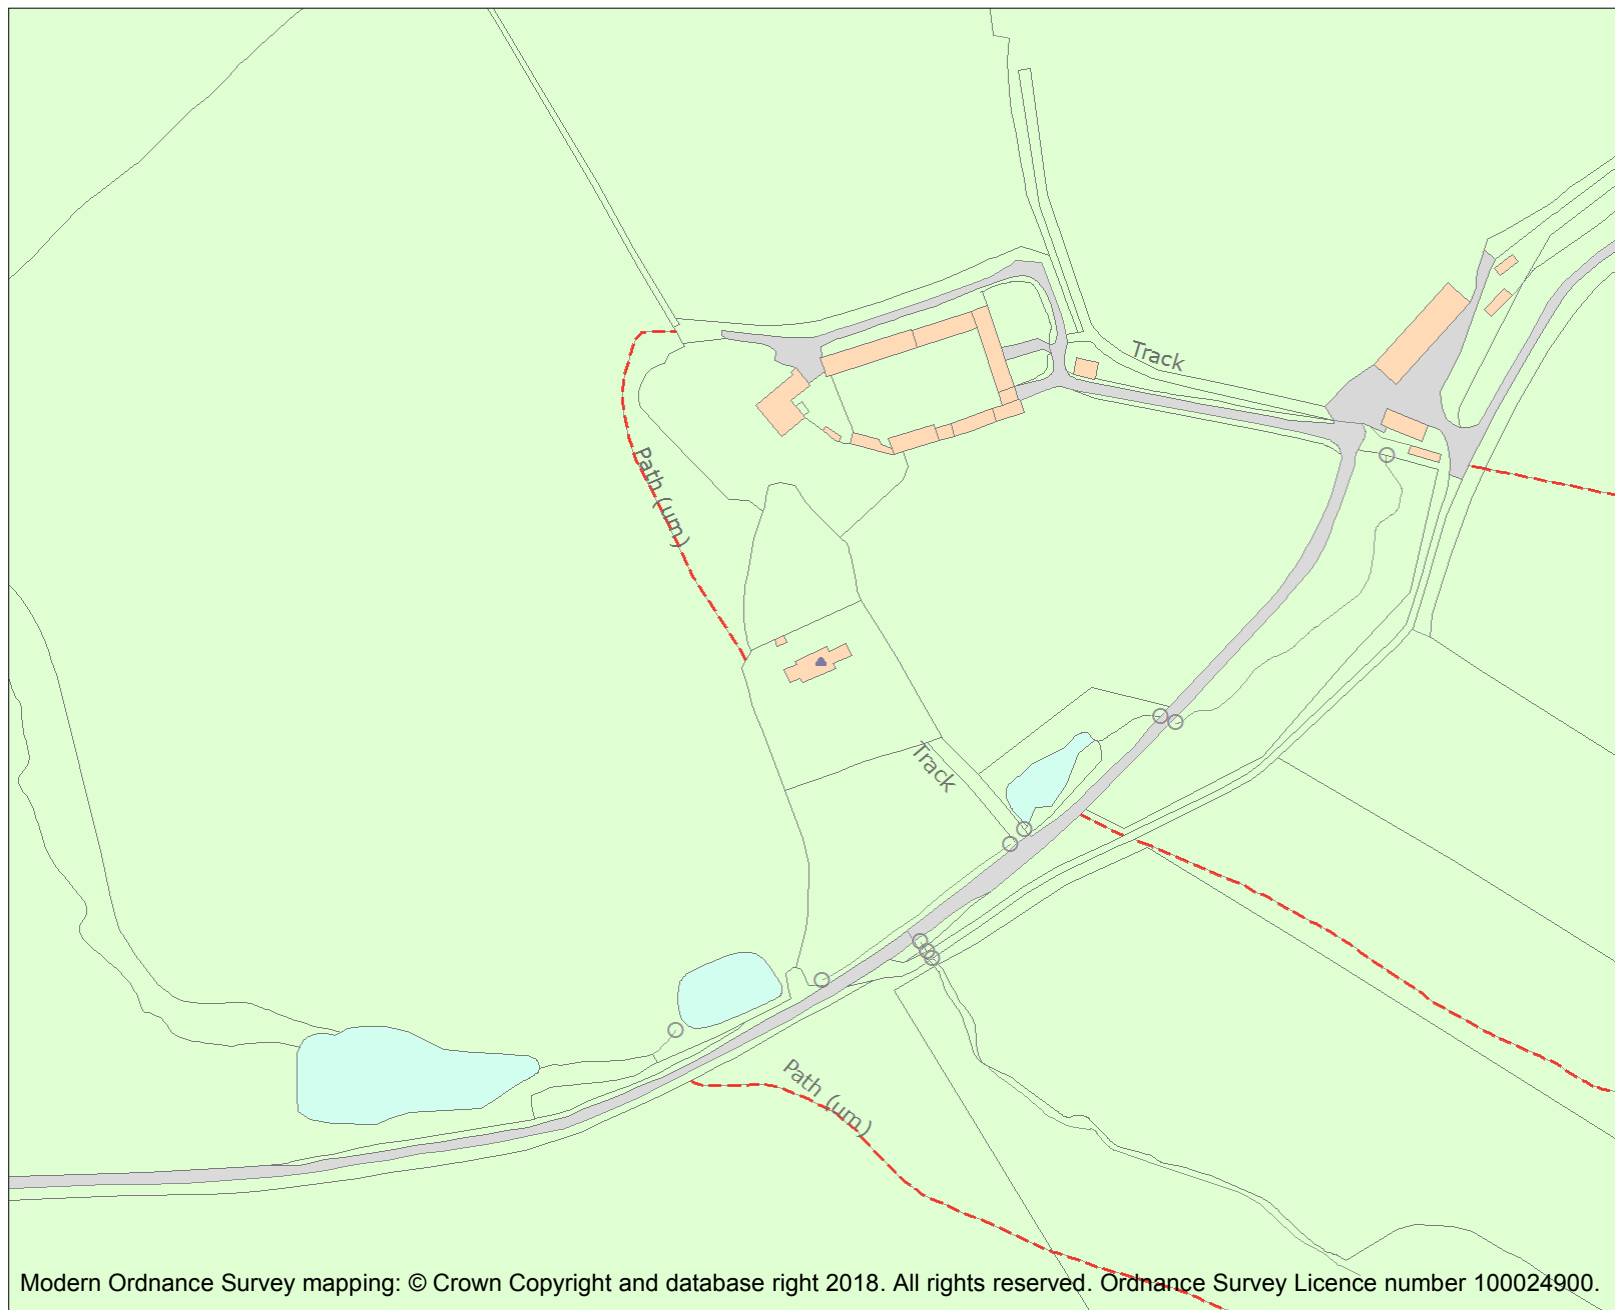 Track
Path (um)
Track
Path (um)
Modern Ordnance Survey mapping: © Crown Copyright and database right 2018. All rights reserved. Ordnance Survey Licence number 100024900.